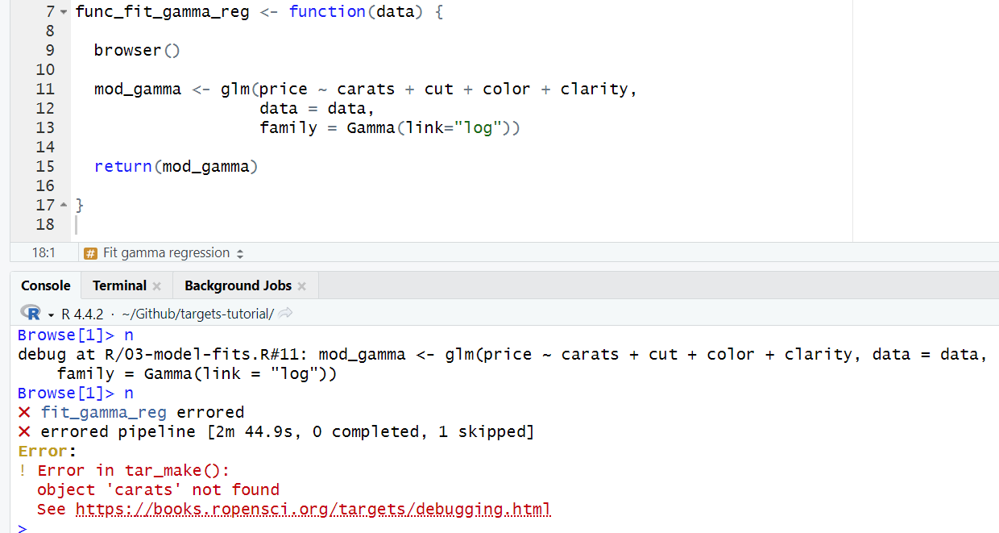 7 func_fit_gamma_reg <- function(data) {
8
9 browser()
10
11 mod_gamma <- glm(price ~ carats + cut + color + clarity,
12 data = data,
13 family = Gamma(link="log"))
14
15 return(mod_gamma)
16
17 }
18
18:1 # Fit gamma regression
Console Terminal × Background Jobs ×
R R 4.4.2 · ~/Github/targets-tutorial/
Browse[1]> n
debug at R/03-model-fits.R#11: mod_gamma <- glm(price ~ carats + cut + color + clarity, data = data,
    family = Gamma(link = "log"))
Browse[1]> n
✖ fit_gamma_reg errored
✖ errored pipeline [2m 44.9s, 0 completed, 1 skipped]
Error:
! Error in tar_make():
  object 'carats' not found
  See https://books.ropensci.org/targets/debugging.html
>